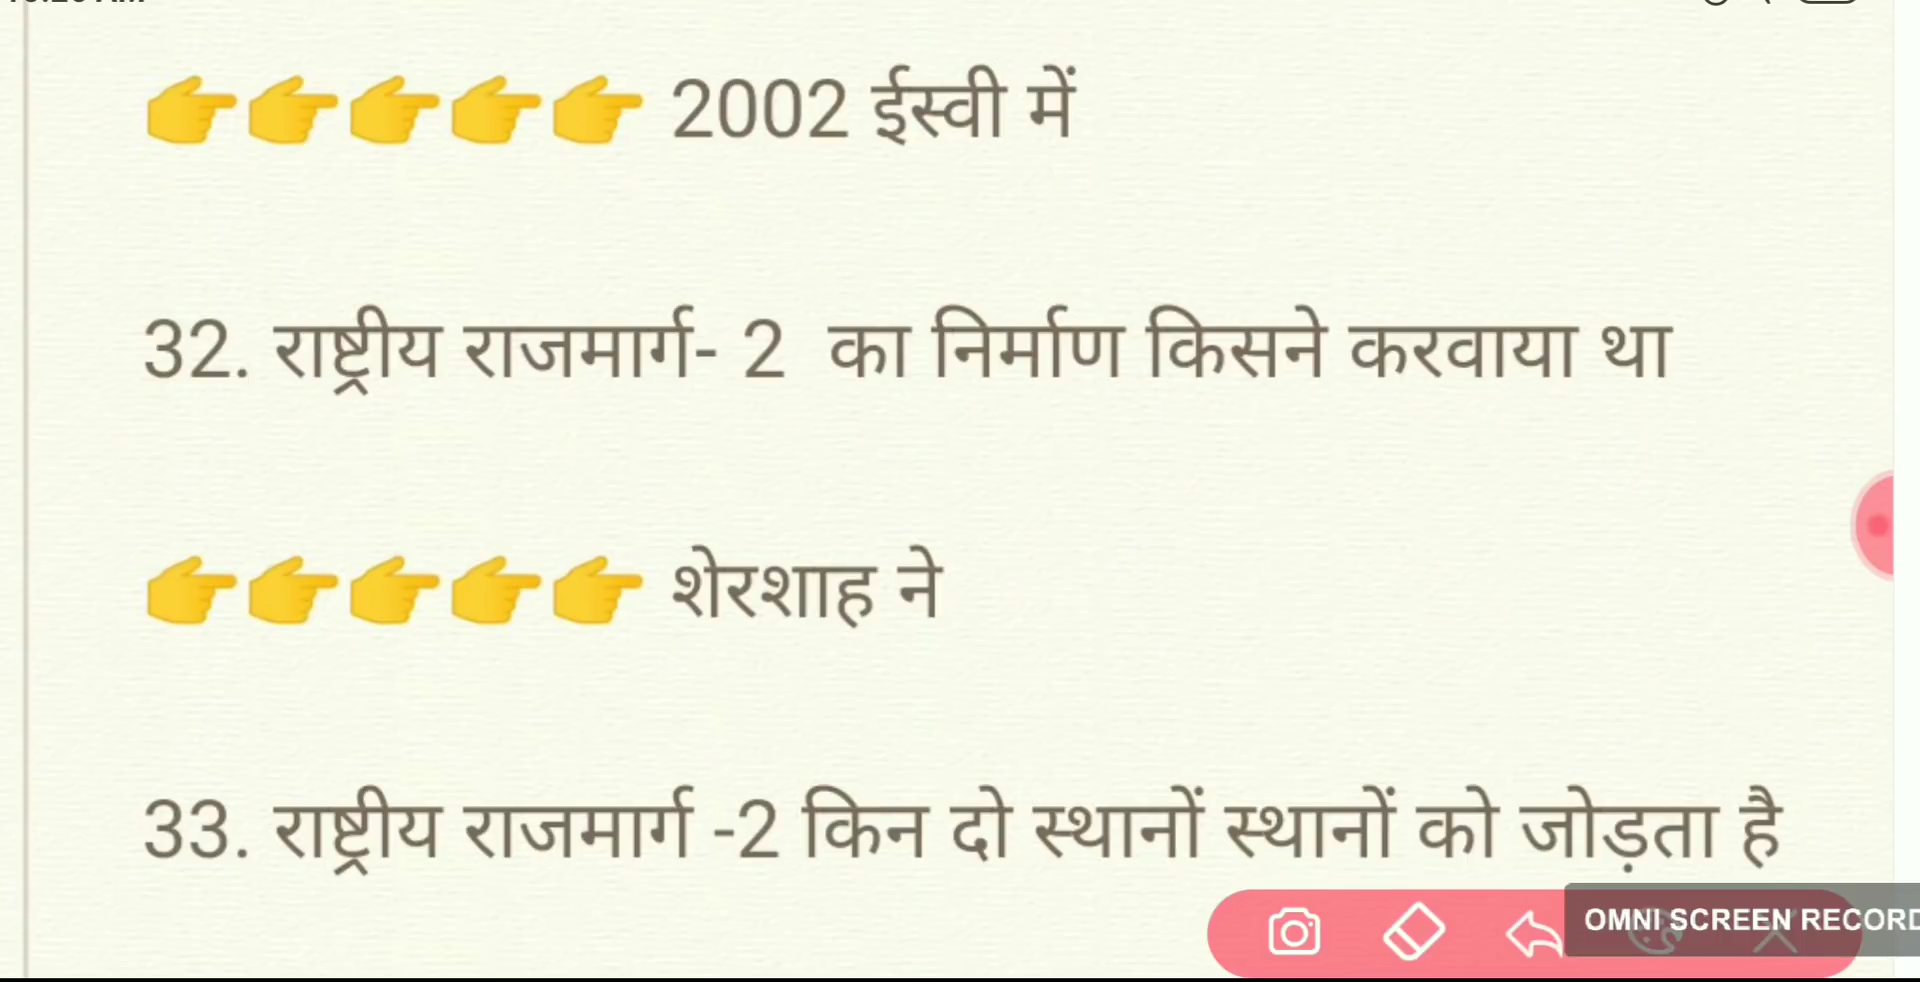 👉👉👉👉👉 2002 ईस्वी में
32. राष्ट्रीय राजमार्ग- 2 का निर्माण किसने करवाया था
👉👉👉👉👉 शेरशाह ने
33. राष्ट्रीय राजमार्ग -2 किन दो स्थानों स्थानों को जोड़ता है
OMNI SCREEN RECORD